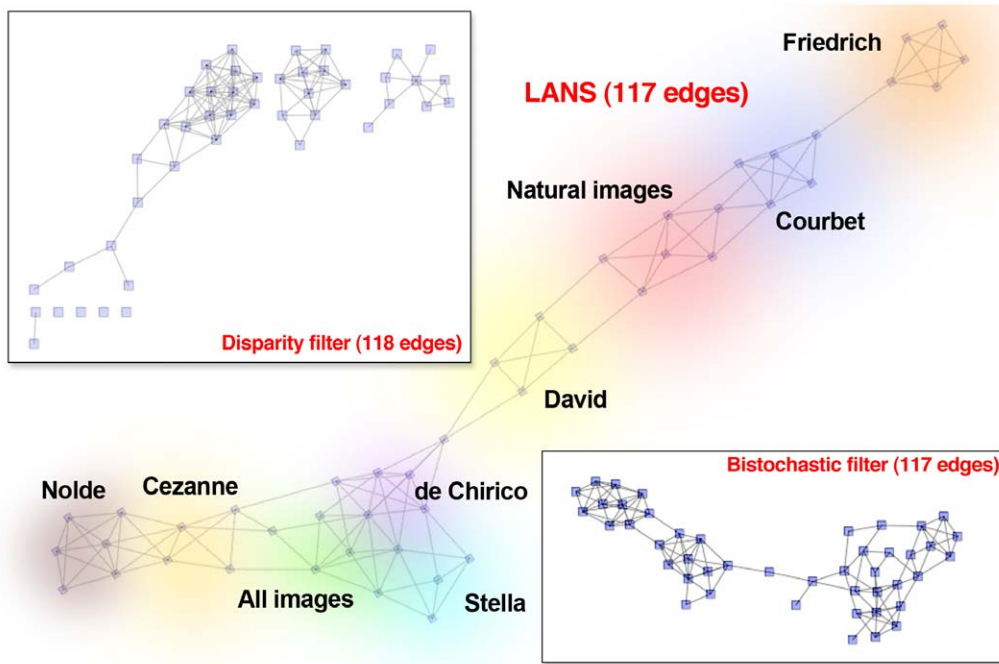 Friedrich
LANS (117 edges)
Natural images
Courbet
Disparity filter (118 edges)
David
Bistochastic filter (117 edges)
Nolde
Cezanne
de Chirico
All images
Stella